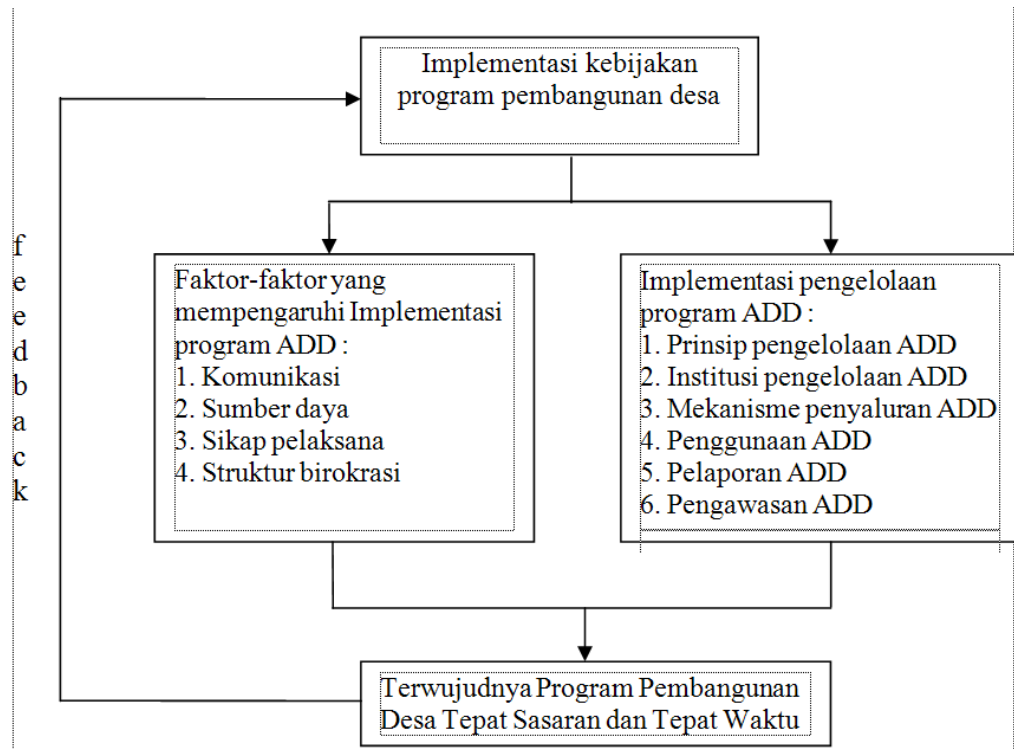 Implementasi kebijakan
program pembangunan desa
feedback
Faktor-faktor yang
mempengaruhi Implementasi
program ADD :
1. Komunikasi
2. Sumber daya
3. Sikap pelaksana
4. Struktur birokrasi
Implementasi pengelolaan
program ADD :
1. Prinsip pengelolaan ADD
2. Institusi pengelolaan ADD
3. Mekanisme penyaluran ADD
4. Penggunaan ADD
5. Pelaporan ADD
6. Pengawasan ADD
Terwujudnya Program Pembangunan
Desa Tepat Sasaran dan Tepat Waktu